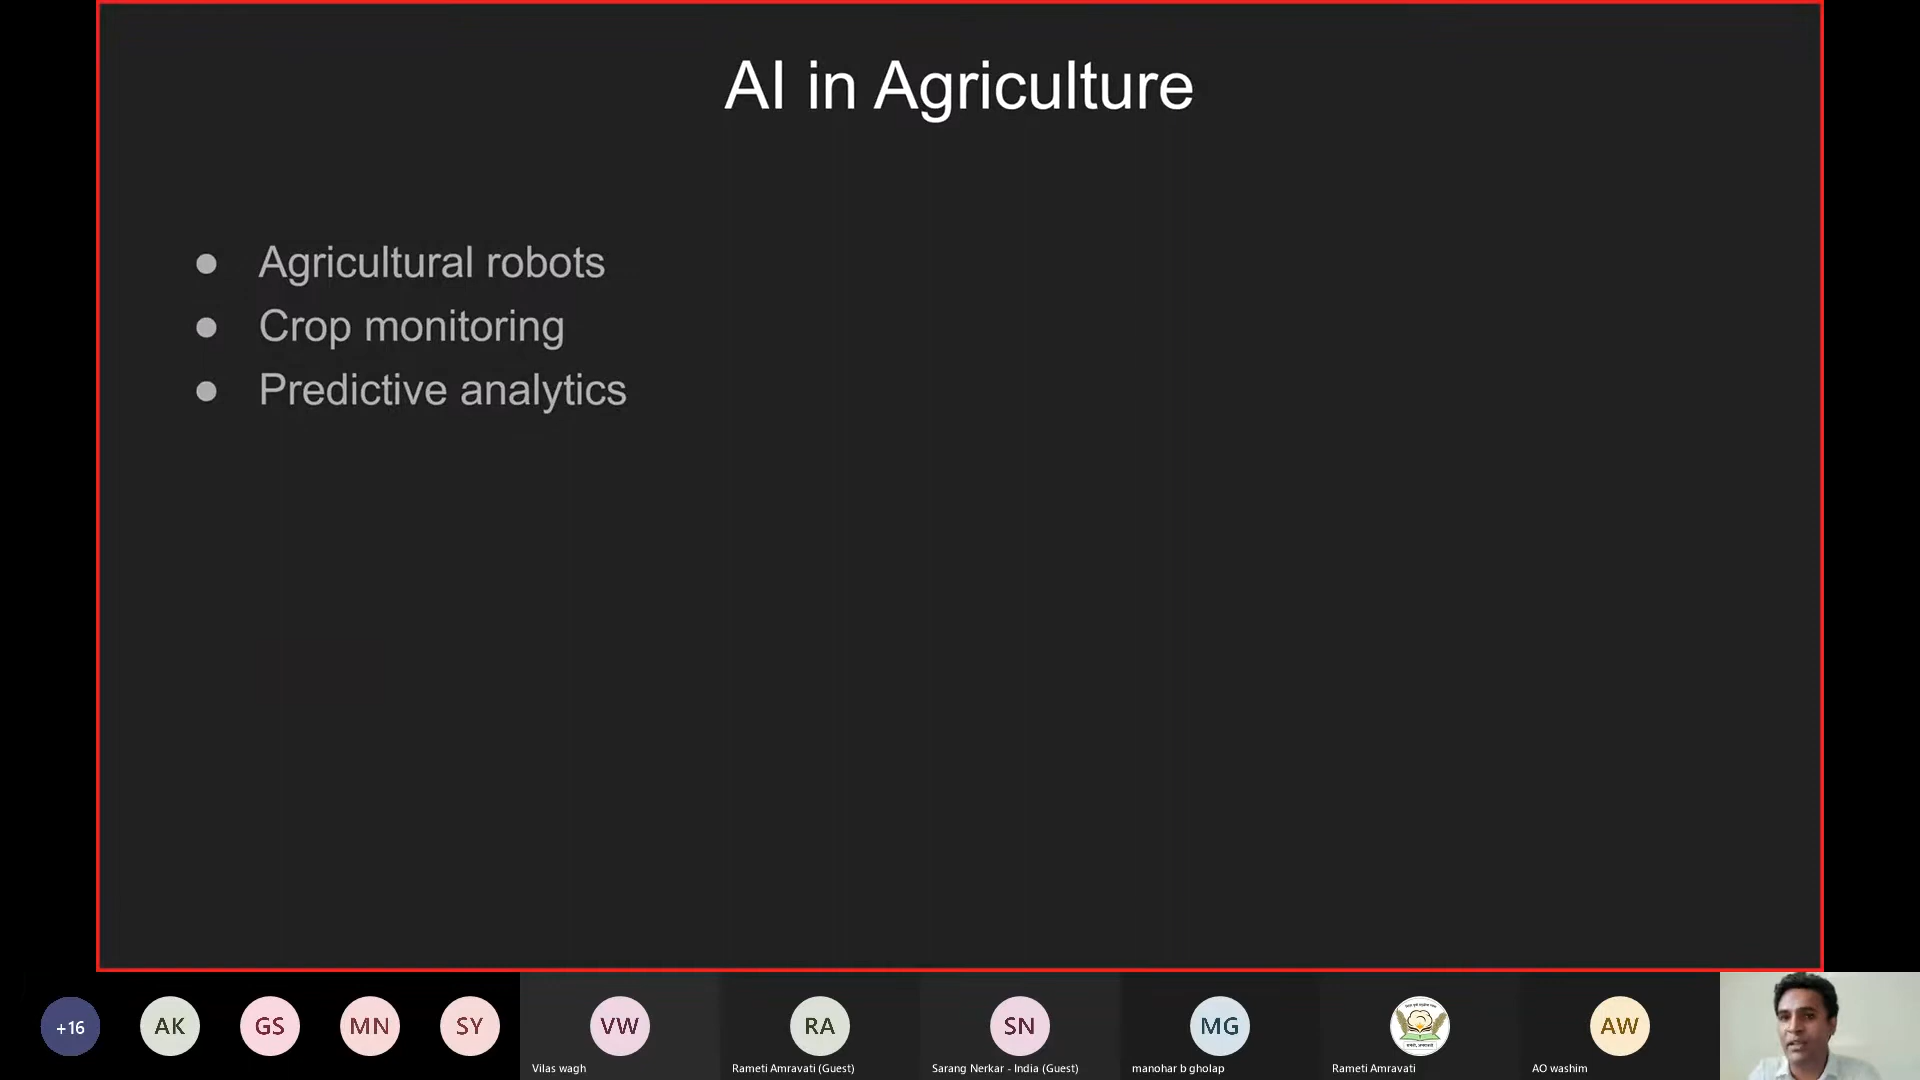 AI in Agriculture
● Agricultural robots
● Crop monitoring
● Predictive analytics
+16
AK
GS
MN
SY
VW
RA
SN
MG
AW
Vilas wagh
Rameti Amravati (Guest)
Sarang Nerkar - India (Guest)
manohar b gholap
Rameti Amravati
AO washim